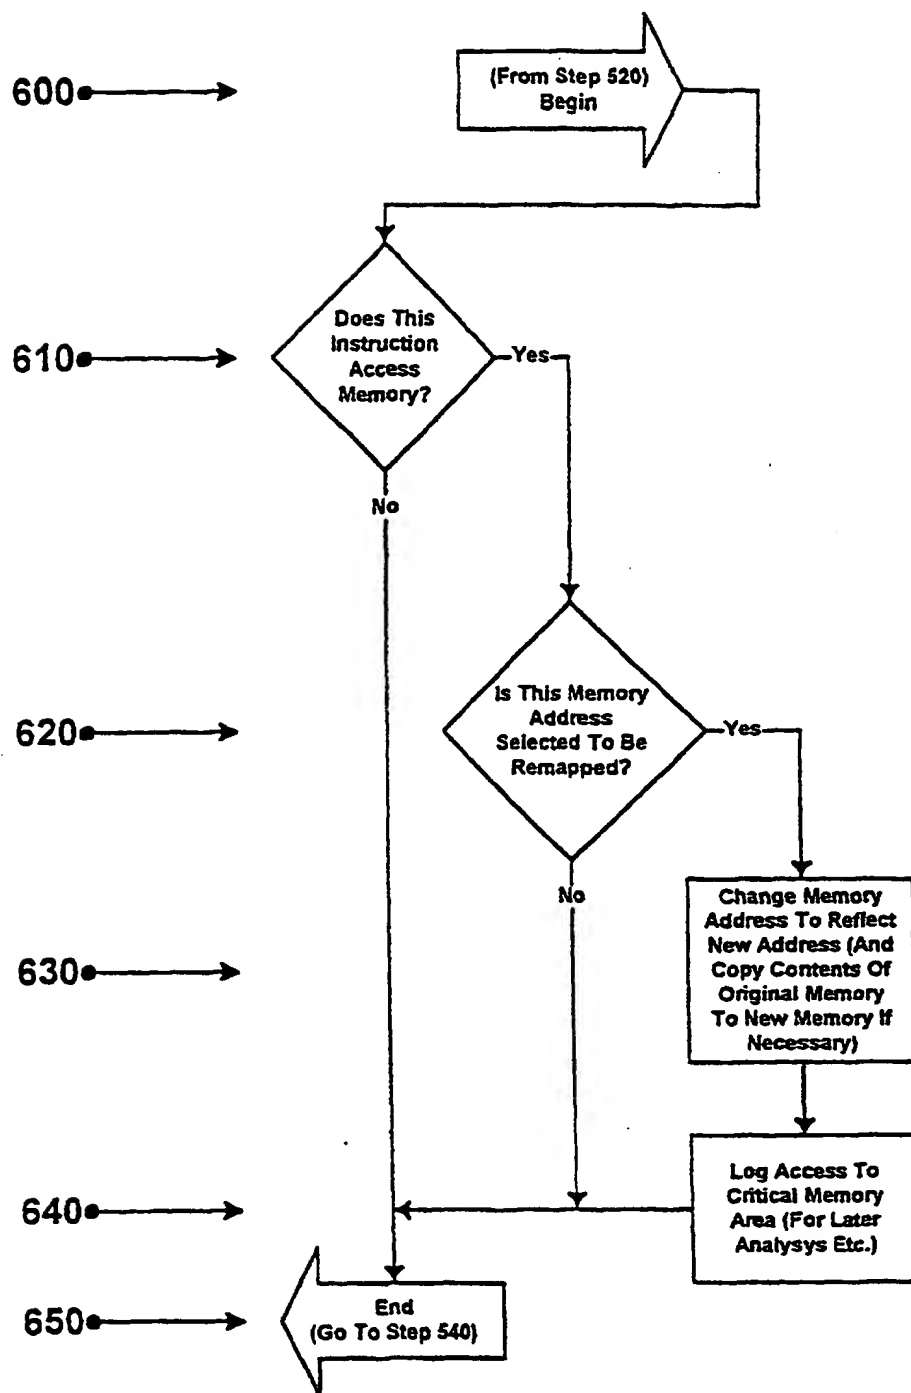 600
(From Step 520)
Begin
610
Does This
Instruction
Access
Memory?
Yes
No
620
Is This Memory
Address
Selected To Be
Remapped?
Yes
No
630
Change Memory
Address To Reflect
New Address (And
Copy Contents Of
Original Memory
To New Memory If
Necessary)
640
Log Access To
Critical Memory
Area (For Later
Analysys Etc.)
650
End
(Go To Step 540)